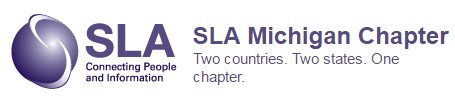 SLA
Connecting People
and Information
SLA Michigan Chapter
Two countries. Two states. One
chapter.